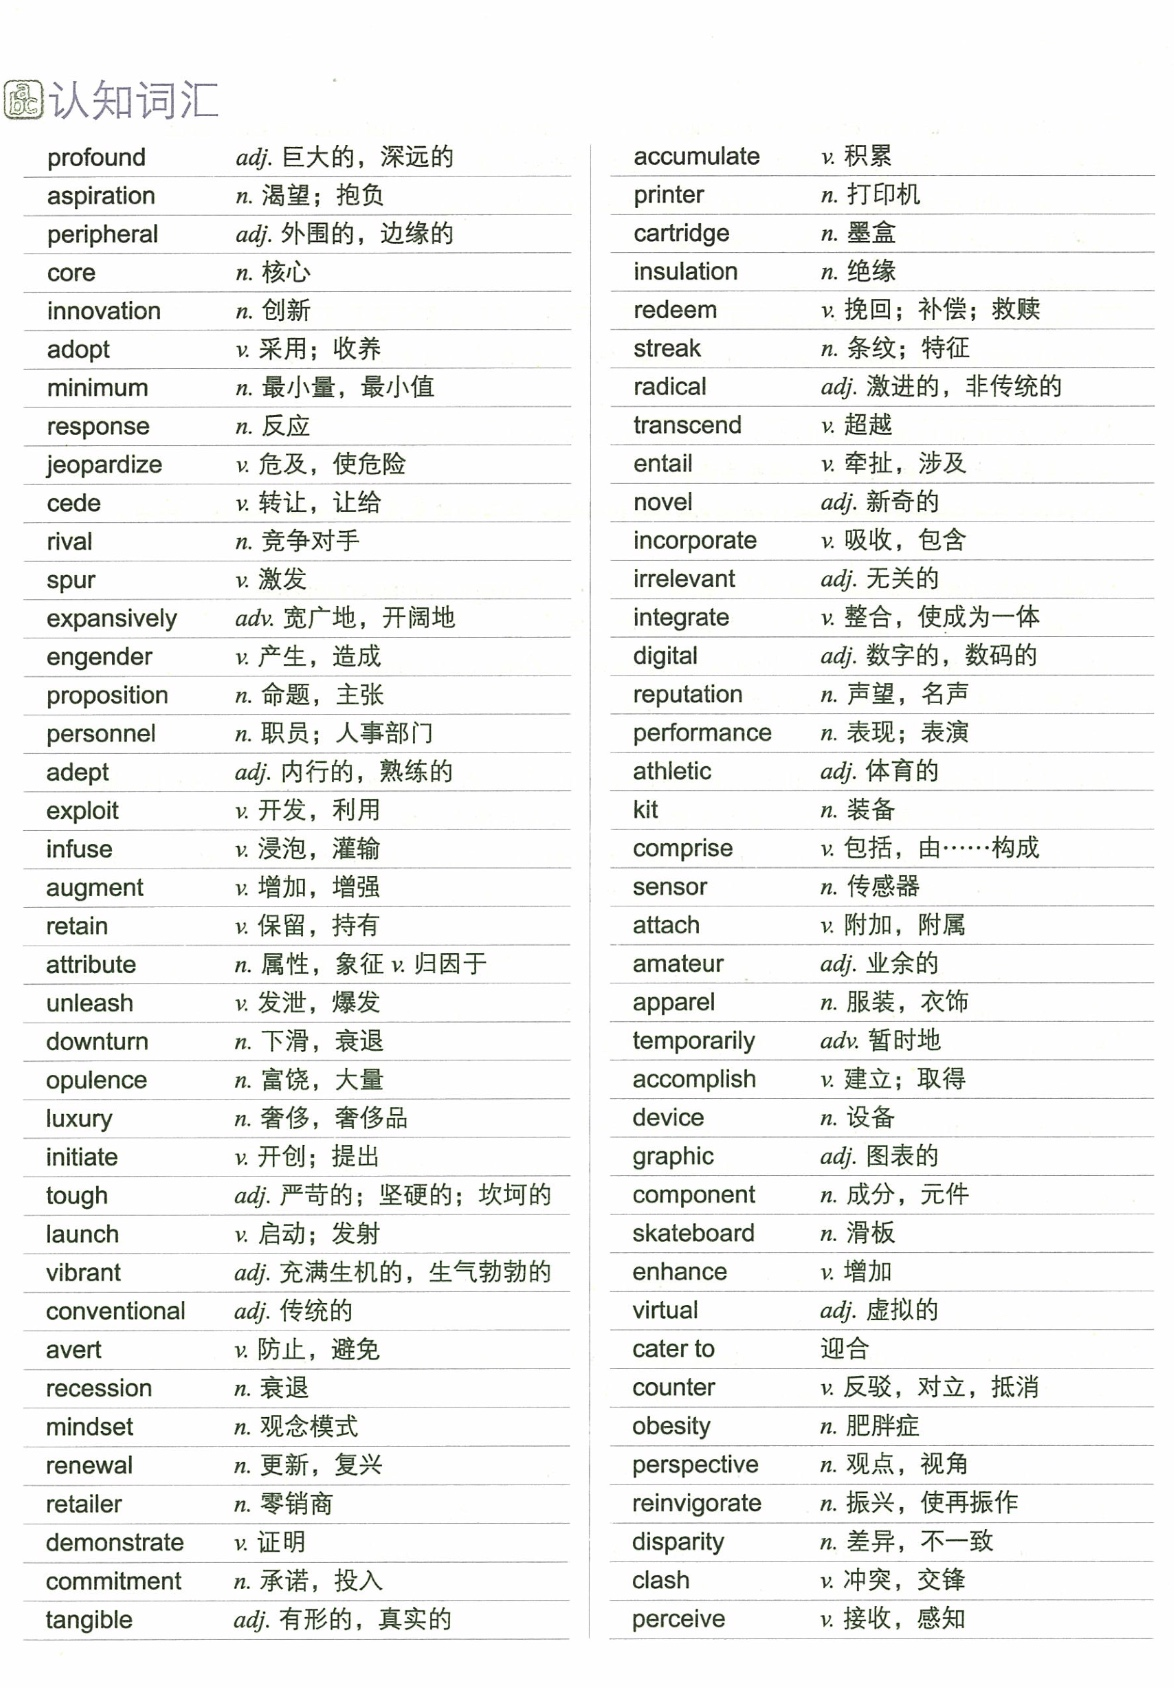 abc 认知词汇
profound adj. 巨大的，深远的
aspiration n. 渴望；抱负
peripheral adj. 外围的，边缘的
core n. 核心
innovation n. 创新
adopt v. 采用；收养
minimum n. 最小量，最小值
response n. 反应
jeopardize v. 危及，使危险
cede v. 转让，让给
rival n. 竞争对手
spur v. 激发
expansively adv. 宽广地，开阔地
engender v. 产生，造成
proposition n. 命题，主张
personnel n. 职员；人事部门
adept adj. 内行的，熟练的
exploit v. 开发，利用
infuse v. 浸泡，灌输
augment v. 增加，增强
retain v. 保留，持有
attribute n. 属性，象征 v. 归因于
unleash v. 发泄，爆发
downturn n. 下滑，衰退
opulence n. 富饶，大量
luxury n. 奢侈，奢侈品
initiate v. 开创；提出
tough adj. 严苛的；坚硬的；坎坷的
launch v. 启动；发射
vibrant adj. 充满生机的，生气勃勃的
conventional adj. 传统的
avert v. 防止，避免
recession n. 衰退
mindset n. 观念模式
renewal n. 更新，复兴
retailer n. 零销商
demonstrate v. 证明
commitment n. 承诺，投入
tangible adj. 有形的，真实的
accumulate v. 积累
printer n. 打印机
cartridge n. 墨盒
insulation n. 绝缘
redeem v. 挽回；补偿；救赎
streak n. 条纹；特征
radical adj. 激进的，非传统的
transcend v. 超越
entail v. 牵扯，涉及
novel adj. 新奇的
incorporate v. 吸收，包含
irrelevant adj. 无关的
integrate v. 整合，使成为一体
digital adj. 数字的，数码的
reputation n. 声望，名声
performance n. 表现；表演
athletic adj. 体育的
kit n. 装备
comprise v. 包括，由……构成
sensor n. 传感器
attach v. 附加，附属
amateur adj. 业余的
apparel n. 服装，衣饰
temporarily adv. 暂时地
accomplish v. 建立；取得
device n. 设备
graphic adj. 图表的
component n. 成分，元件
skateboard n. 滑板
enhance v. 增加
virtual adj. 虚拟的
cater to 迎合
counter v. 反驳，对立，抵消
obesity n. 肥胖症
perspective n. 观点，视角
reinvigorate n. 振兴，使再振作
disparity n. 差异，不一致
clash v. 冲突，交锋
perceive v. 接收，感知